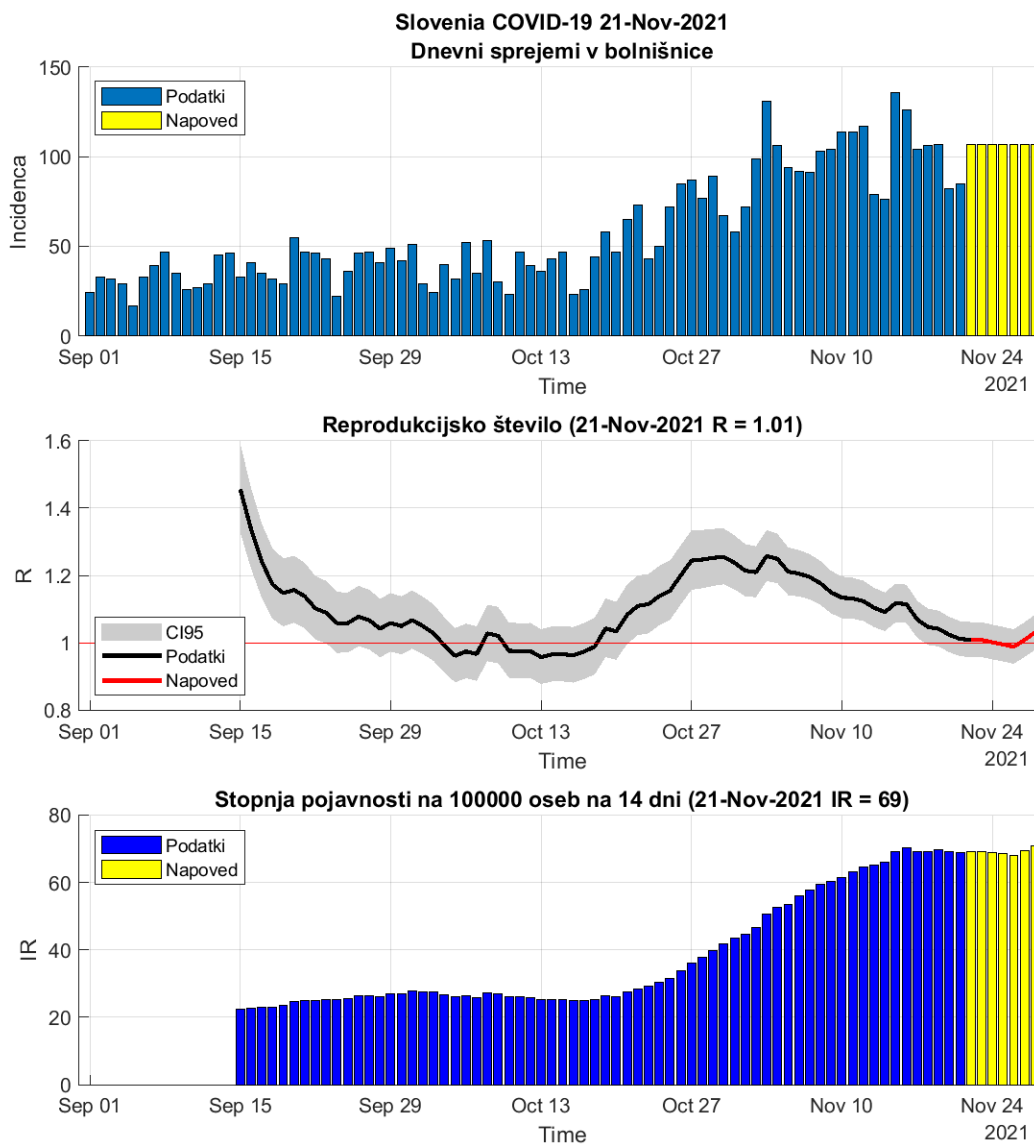 Slovenia COVID-19 21-Nov-2021
Dnevni sprejemi v bolnišnice
150
100
50
0
Incidenca
Podatki
Napoved
Sep 01 Sep 15 Sep 29 Oct 13 Oct 27 Nov 10 Nov 24
Time
2021
Reprodukcijsko število (21-Nov-2021 R = 1.01)
1.6
1.4
1.2
1
0.8
R
CI95
Podatki
Napoved
Sep 01 Sep 15 Sep 29 Oct 13 Oct 27 Nov 10 Nov 24
Time
2021
Stopnja pojavnosti na 100000 oseb na 14 dni (21-Nov-2021 IR = 69)
80
60
40
20
0
IR
Podatki
Napoved
Sep 01 Sep 15 Sep 29 Oct 13 Oct 27 Nov 10 Nov 24
Time
2021